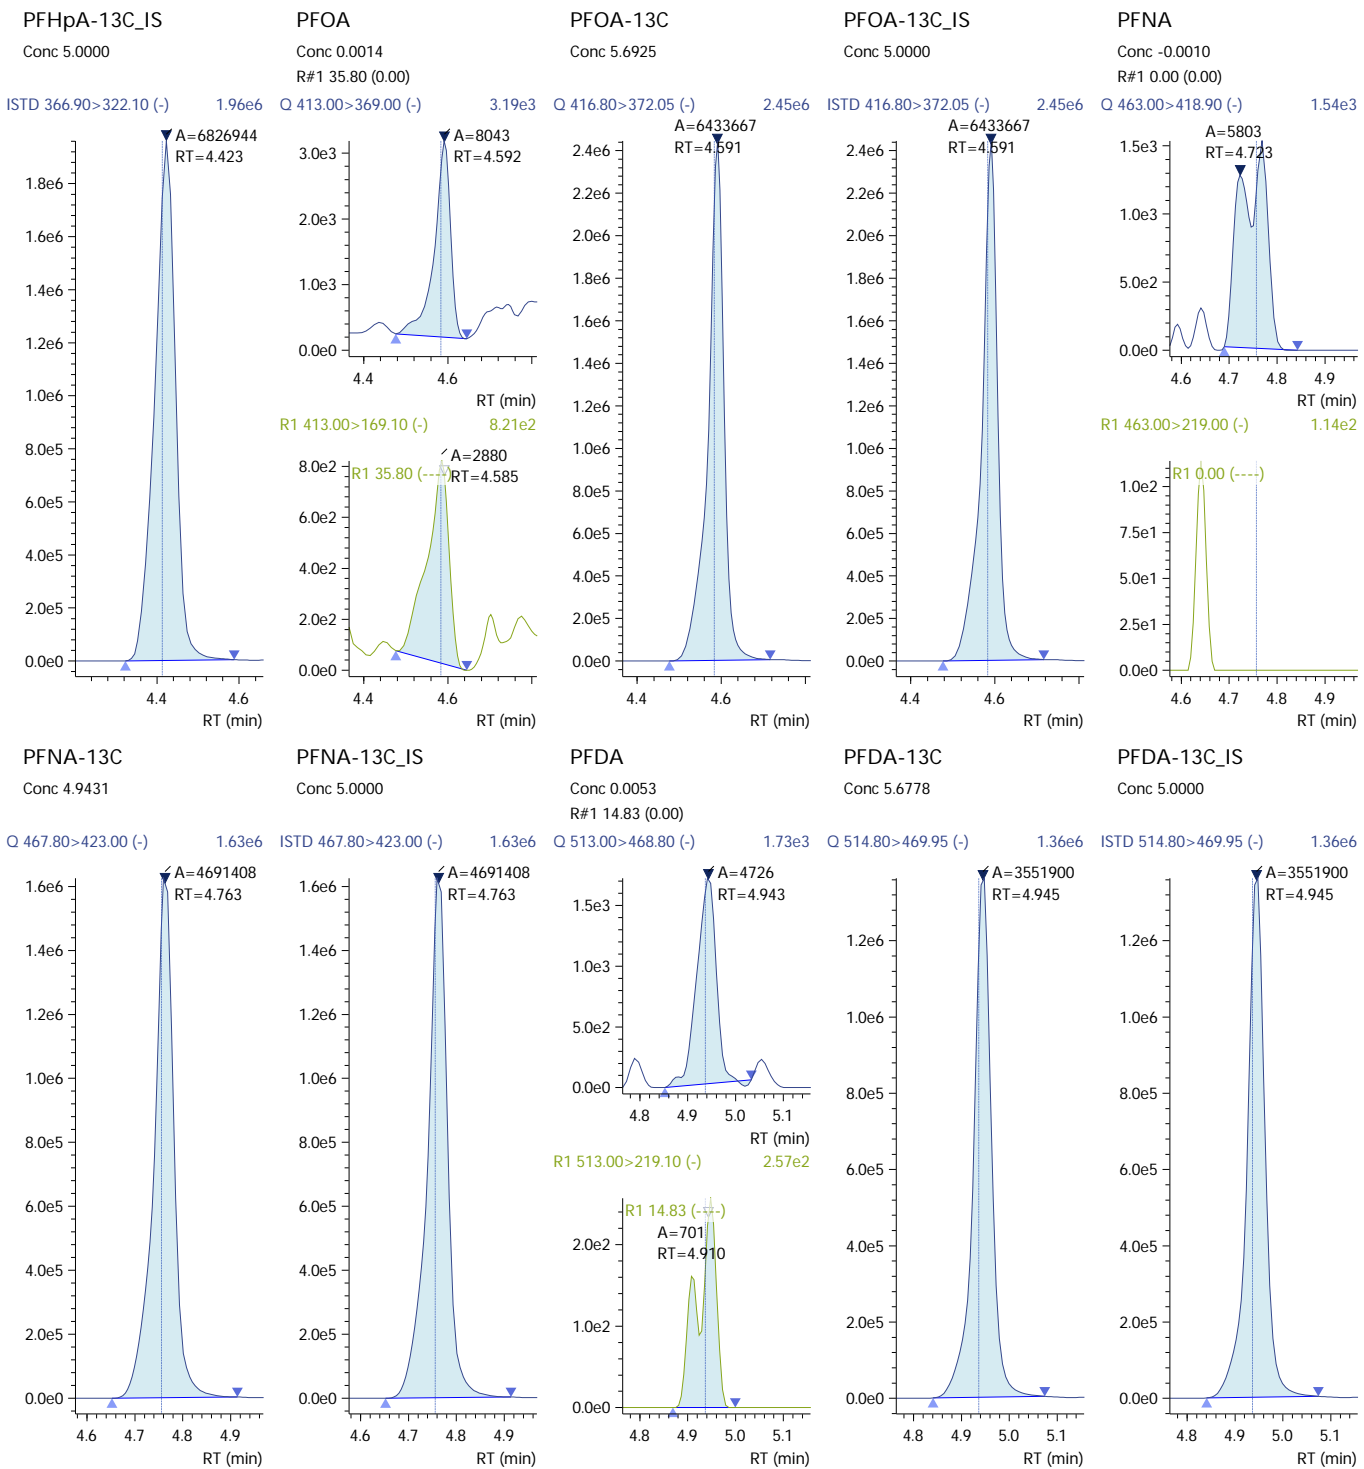 PFHpA-13C_IS
Conc 5.0000
ISTD 366.90>322.10 (-) 1.96e6
A=6826944
RT=4.423
1.8e6
1.6e6
1.4e6
1.2e6
1.0e6
8.0e5
6.0e5
4.0e5
2.0e5
0.0e0
4.4 4.6
RT (min)
PFOA
Conc 0.0014
R#1 35.80 (0.00)
Q 413.00>369.00 (-) 3.19e3
A=8043
RT=4.592
3.0e3
2.0e3
1.0e3
0.0e0
4.4 4.6
RT (min)
R1 413.00>169.10 (-) 8.21e2
A=2880
RT=4.585
R1 35.80 (----)
8.0e2
6.0e2
4.0e2
2.0e2
0.0e0
4.4 4.6
RT (min)
PFOA-13C
Conc 5.6925
Q 416.80>372.05 (-) 2.45e6
A=6433667
RT=4.591
2.4e6
2.2e6
2.0e6
1.8e6
1.6e6
1.4e6
1.2e6
1.0e6
8.0e5
6.0e5
4.0e5
2.0e5
0.0e0
4.4 4.6
RT (min)
PFOA-13C_IS
Conc 5.0000
ISTD 416.80>372.05 (-) 2.45e6
A=6433667
RT=4.591
2.4e6
2.2e6
2.0e6
1.8e6
1.6e6
1.4e6
1.2e6
1.0e6
8.0e5
6.0e5
4.0e5
2.0e5
0.0e0
4.4 4.6
RT (min)
PFNA
Conc -0.0010
R#1 0.00 (0.00)
Q 463.00>418.90 (-) 1.54e3
A=5803
RT=4.723
1.5e3
1.0e3
5.0e2
0.0e0
4.6 4.7 4.8 4.9
RT (min)
R1 463.00>219.00 (-) 1.14e2
R1 0.00 (----)
1.0e2
7.5e1
5.0e1
2.5e1
0.0e0
4.6 4.7 4.8 4.9
RT (min)
PFNA-13C
Conc 4.9431
Q 467.80>423.00 (-) 1.63e6
A=4691408
RT=4.763
1.6e6
1.4e6
1.2e6
1.0e6
8.0e5
6.0e5
4.0e5
2.0e5
0.0e0
4.6 4.7 4.8 4.9
RT (min)
PFNA-13C_IS
Conc 5.0000
ISTD 467.80>423.00 (-) 1.63e6
A=4691408
RT=4.763
1.6e6
1.4e6
1.2e6
1.0e6
8.0e5
6.0e5
4.0e5
2.0e5
0.0e0
4.6 4.7 4.8 4.9
RT (min)
PFDA
Conc 0.0053
R#1 14.83 (0.00)
Q 513.00>468.80 (-) 1.73e3
A=4726
RT=4.943
1.5e3
1.0e3
5.0e2
0.0e0
4.8 4.9 5.0 5.1
RT (min)
R1 513.00>219.10 (-) 2.57e2
R1 14.83 (----)
A=701
RT=4.910
2.0e2
1.0e2
0.0e0
4.8 4.9 5.0 5.1
RT (min)
PFDA-13C
Conc 5.6778
Q 514.80>469.95 (-) 1.36e6
A=3551900
RT=4.945
1.2e6
1.0e6
8.0e5
6.0e5
4.0e5
2.0e5
0.0e0
4.8 4.9 5.0 5.1
RT (min)
PFDA-13C_IS
Conc 5.0000
ISTD 514.80>469.95 (-) 1.36e6
A=3551900
RT=4.945
1.2e6
1.0e6
8.0e5
6.0e5
4.0e5
2.0e5
0.0e0
4.8 4.9 5.0 5.1
RT (min)